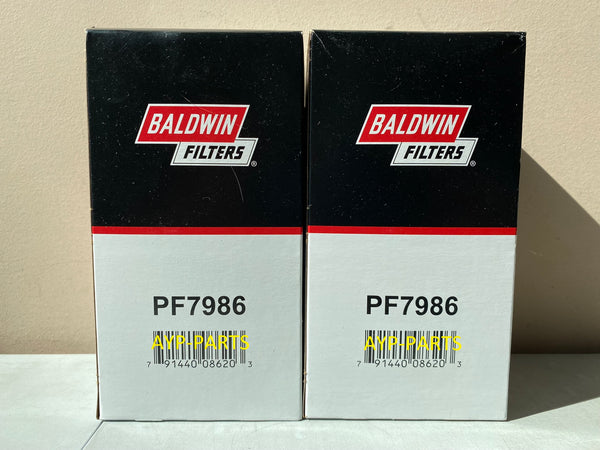 BALDWIN
FILTERS®
PF7986
AYP-PARTS
7 91440 08620 3
BALDWIN
FILTERS®
PF7986
AYP-PARTS
7 91440 08620 3